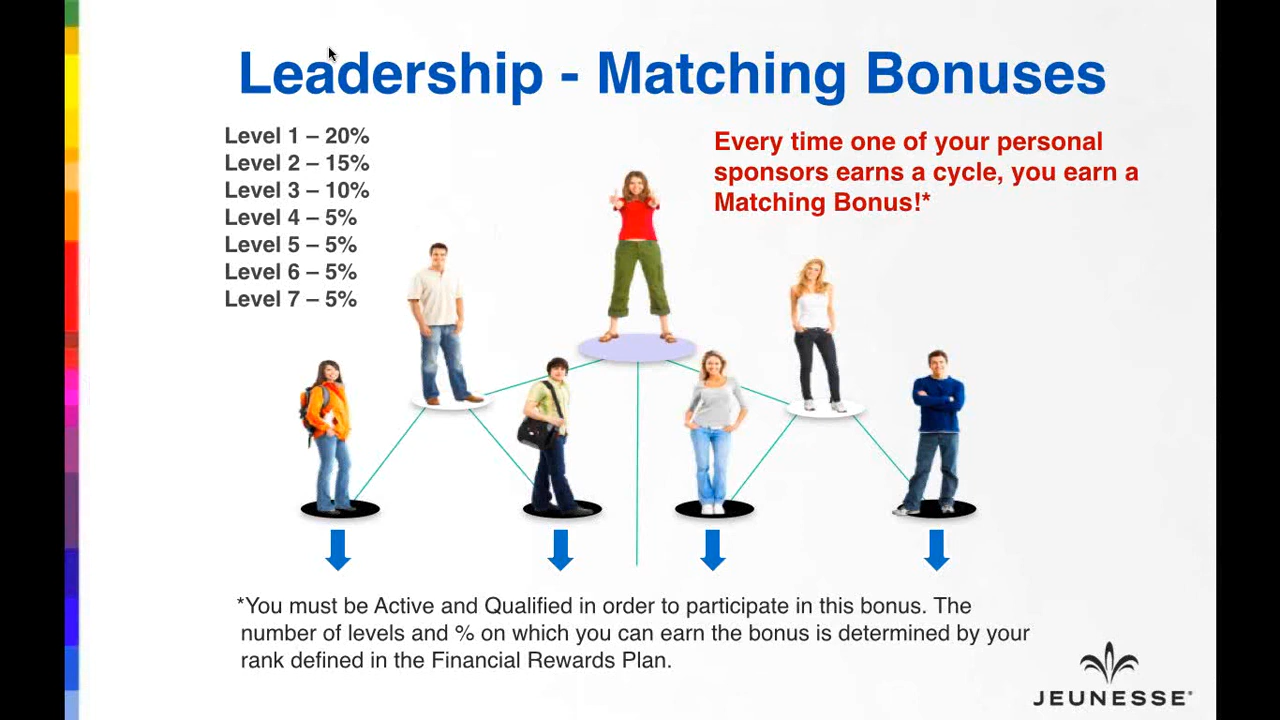 Leadership - Matching Bonuses
Level 1 – 20%
Level 2 – 15%
Level 3 – 10%
Level 4 – 5%
Level 5 – 5%
Level 6 – 5%
Level 7 – 5%
Every time one of your personal
sponsors earns a cycle, you earn a
Matching Bonus!*
*You must be Active and Qualified in order to participate in this bonus. The
number of levels and % on which you can earn the bonus is determined by your
rank defined in the Financial Rewards Plan.
JEUNESSE®